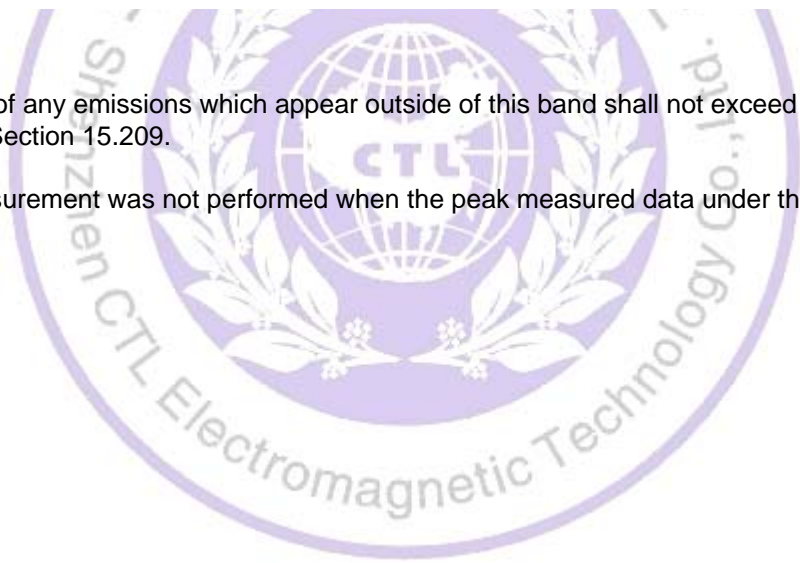 of any emissions which appear outside of this band shall not exceed
Section 15.209.
surement was not performed when the peak measured data under th
CTL
Shenzhen CTL Electromagnetic Technology Co., Ltd.